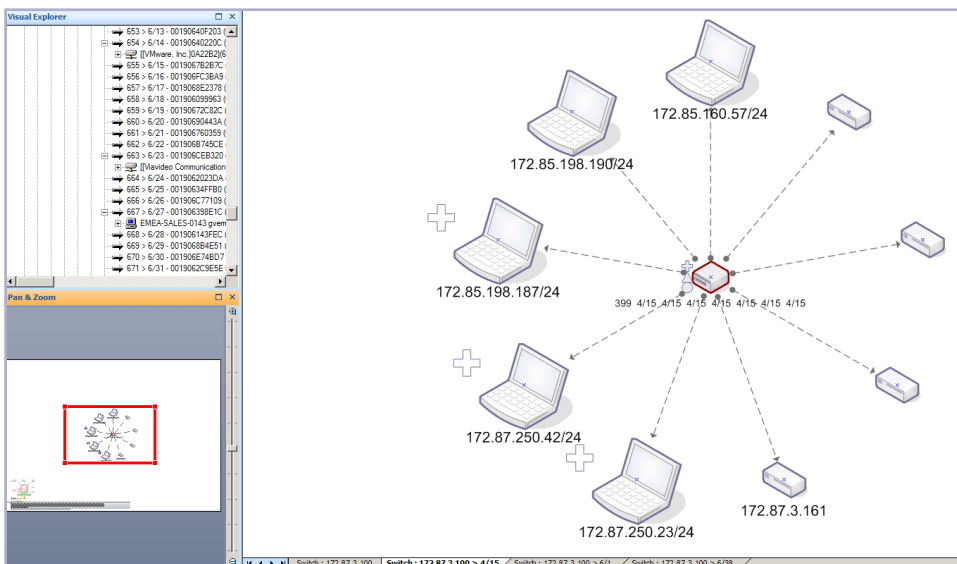 Visual Explorer
653 > 6/13 - 00190640F203 (
654 > 6/14 - 00190640220C (
[[VMware, Inc.]0A22B2](6
655 > 6/15 - 0019067B2B7C
656 > 6/16 - 001906FC3BA9
657 > 6/17 - 0019068E2378 (
658 > 6/18 - 001906099963 (
659 > 6/19 - 00190672C82C (
660 > 6/20 - 00190690443A (
661 > 6/21 - 001906760359 (
662 > 6/22 - 001906B745CE
663 > 6/23 - 001906CEB320
[[Viavideo Communication
664 > 6/24 - 0019062023DA
665 > 6/25 - 00190634FFB0 (
666 > 6/26 - 001906C77109 (
667 > 6/27 - 001906398E1C (
EMEA-SALES-0143 gvem
668 > 6/28 - 001906143FEC (
669 > 6/29 - 0019068B4E51
670 > 6/30 - 001906E74BD7
671 > 6/31 - 0019062C9E5E
Pan & Zoom
172.85.160.57/24
172.85.198.190/24
172.85.198.187/24
399 4/15 4/15 4/15 4/15 4/15 4/15
172.87.250.42/24
172.87.3.161
172.87.250.23/24
Switch : 172.87.3.100
Switch : 172.87.3.100 > 4/15
Switch : 172.87.3.100 > 6/1
Switch : 172.87.3.100 > 6/38